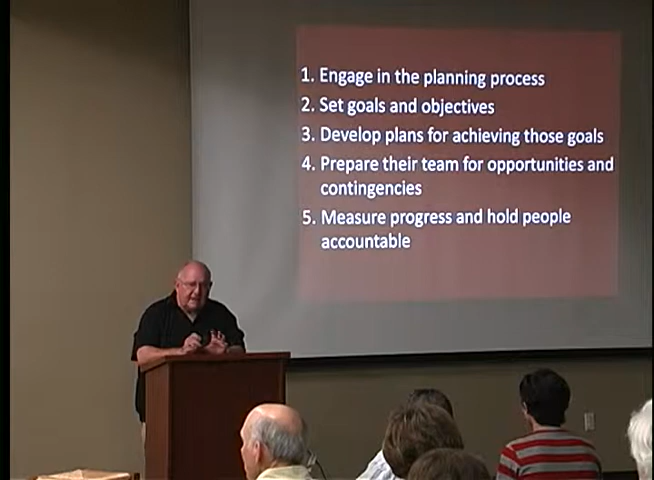 1. Engage in the planning process
2. Set goals and objectives
3. Develop plans for achieving those goals
4. Prepare their team for opportunities and
contingencies
5. Measure progress and hold people
accountable